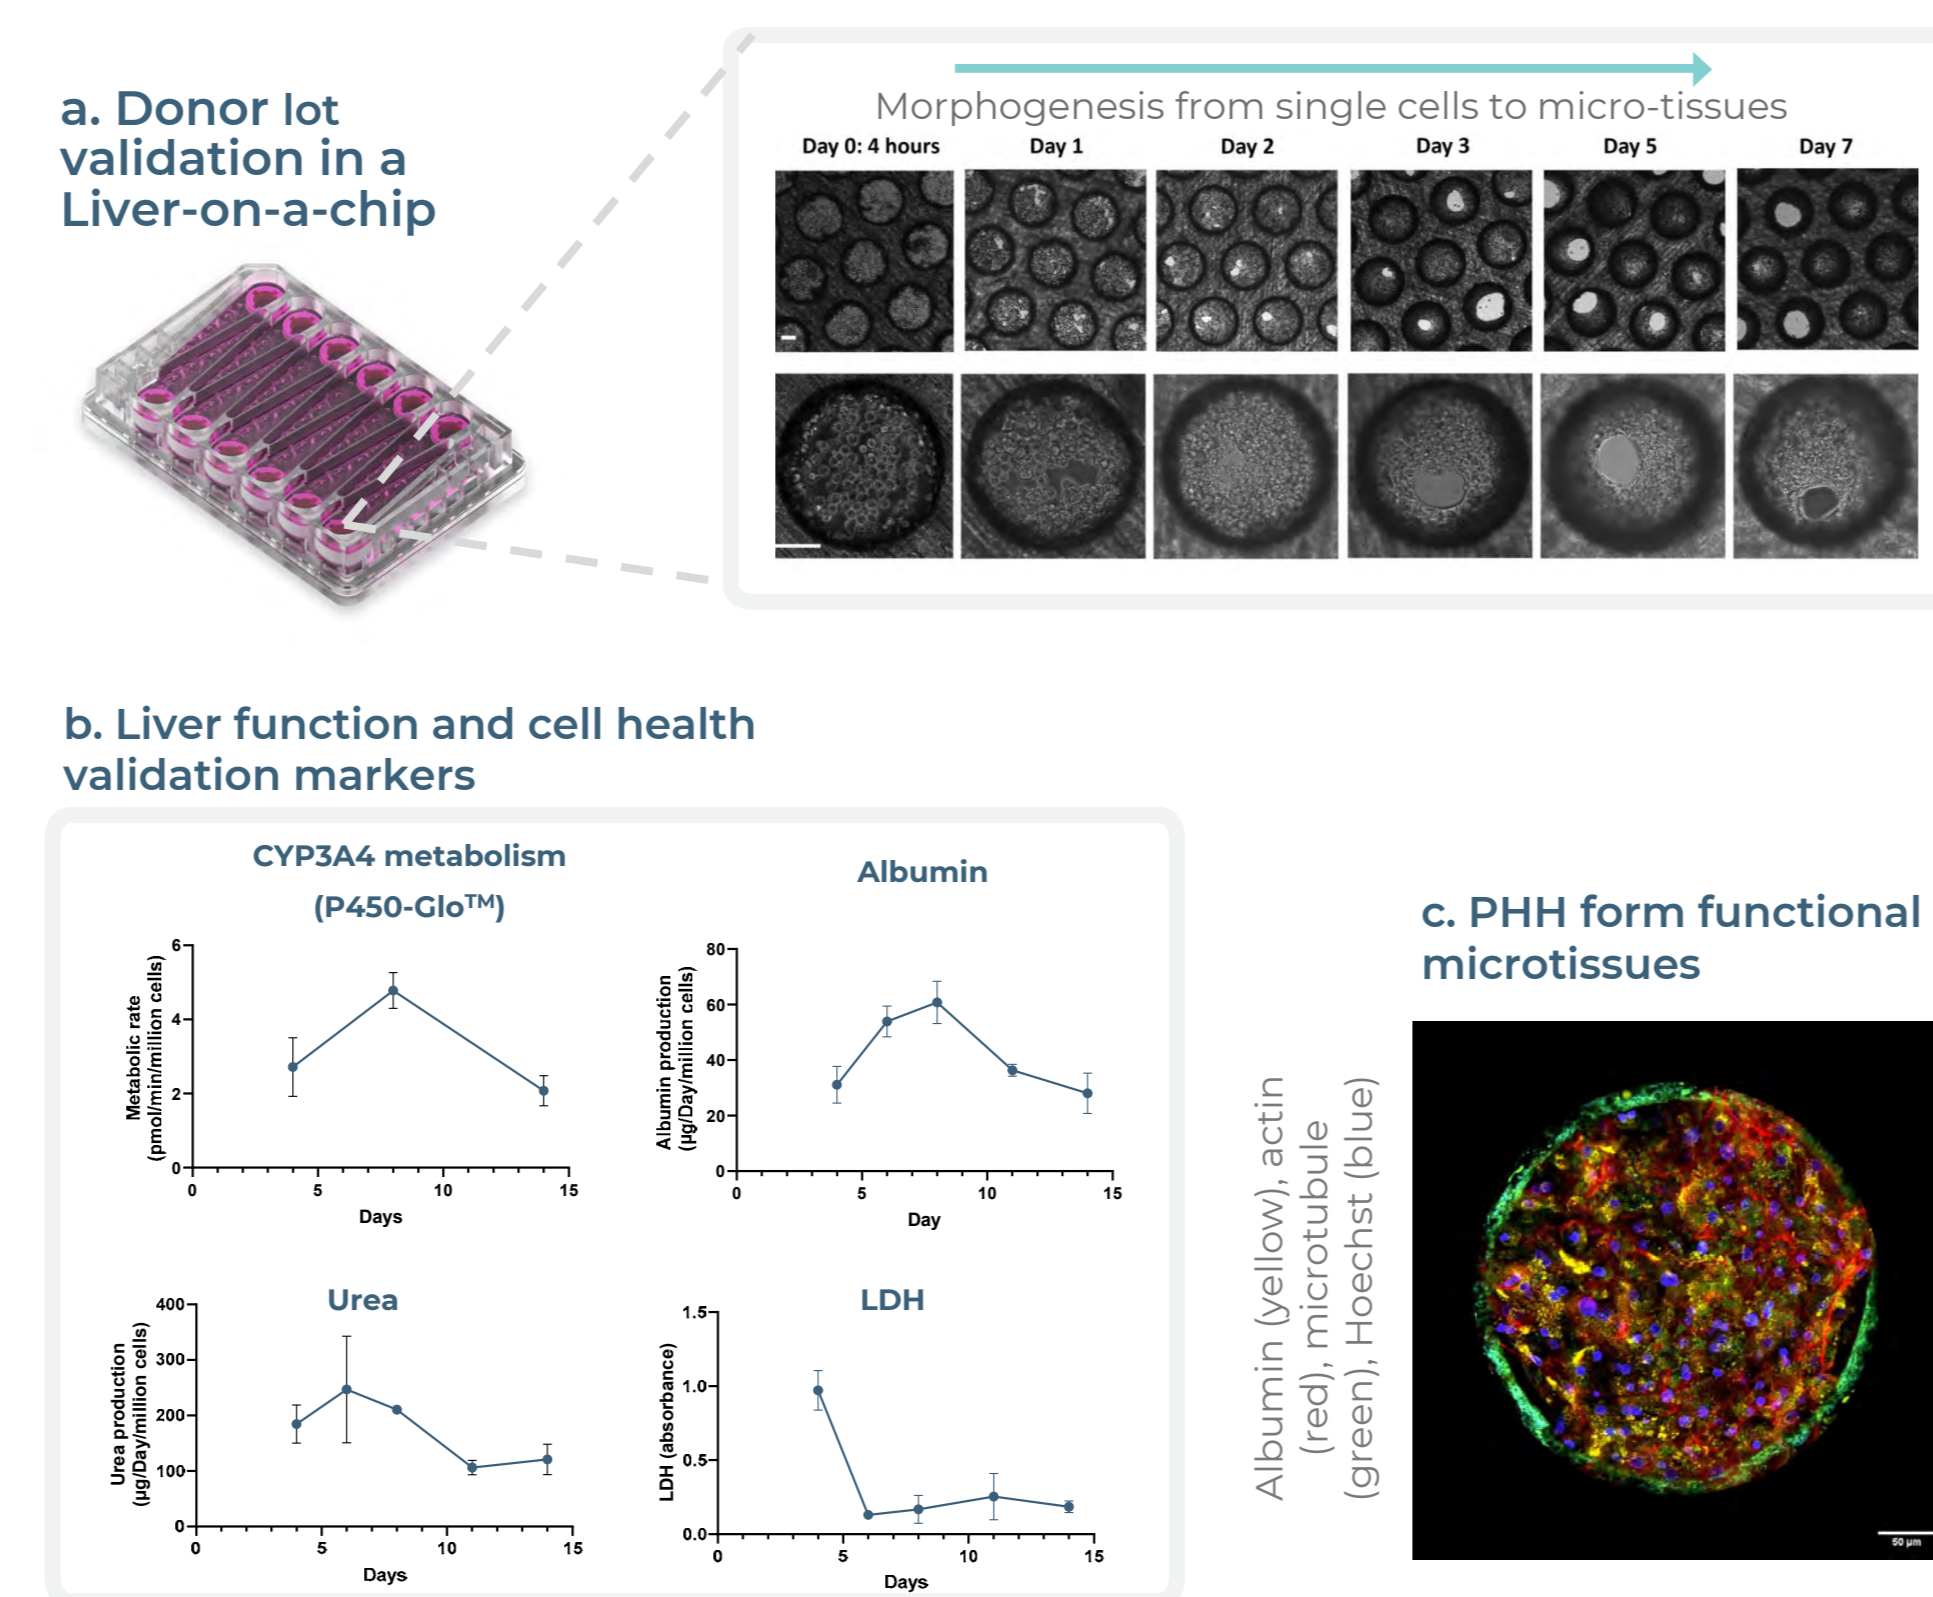 a. Donor lot
validation in a
Liver-on-a-chip
Morphogenesis from single cells to micro-tissues
Day 0: 4 hours
Day 1
Day 2
Day 3
Day 5
Day 7
b. Liver function and cell health
validation markers
CYP3A4 metabolism
(P450-Glo™)
Metabolic rate
(pmol/min/million cells)
6
4
2
0
0
5
10
15
Days
Albumin
Albumin production
(µg/Day/million cells)
80
60
40
20
0
0
5
10
15
Day
Urea
Urea production
(µg/Day/million cells)
400
300
200
100
0
0
5
10
15
Days
LDH
LDH (absorbance)
1.5
1.0
0.5
0.0
0
5
10
15
Days
c. PHH form functional
microtissues
Albumin (yellow), actin
(red), microtubule
(green), Hoechst (blue)
50 µm